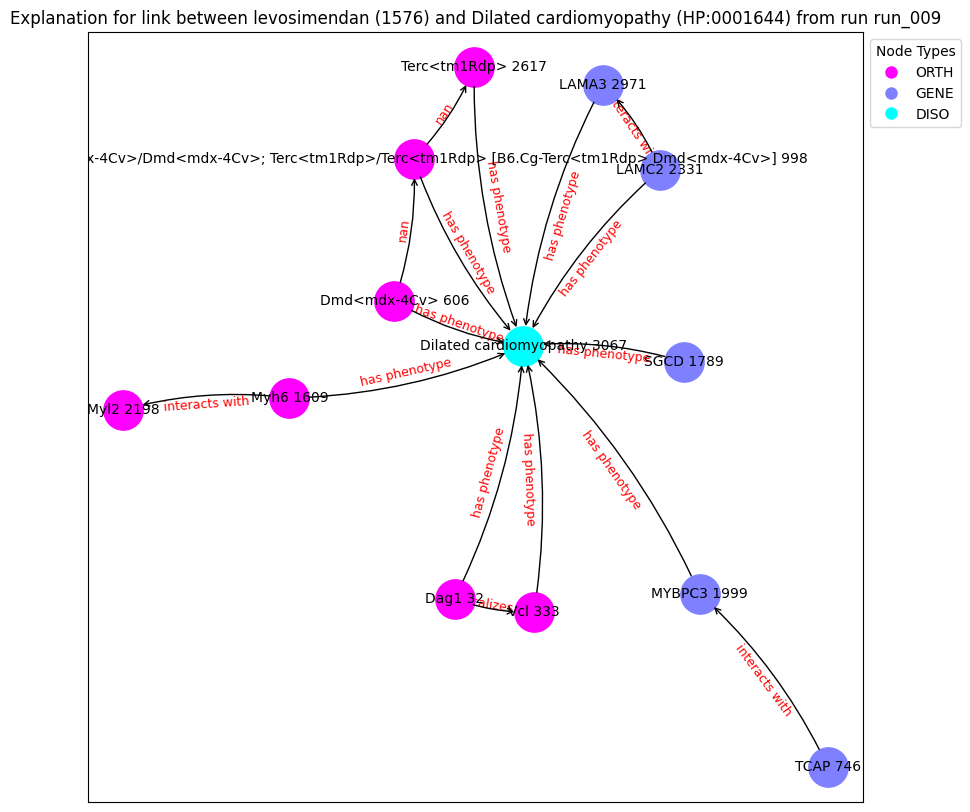 Explanation for link between levosimendan (1576) and Dilated cardiomyopathy (HP:0001644) from run run_009
Node Types
ORTH
GENE
DISO
Terc<tm1Rdp> 2617
LAMA3 2971
nan
x-4Cv>/Dmd<mdx-4Cv>; Terc<tm1Rdp>/Terc<tm1Rdp> [B6.Cg-Terc<tm1Rdp> Dmd<mdx-4Cv>] 998
LAMC2 2331
has phenotype
has phenotype
has phenotype
has phenotype
nan
Dmd<mdx-4Cv> 606
has phenotype
Dilated cardiomyopathy 3067
has phenotype
SGCD 1789
has phenotype
Myh6 1609
interacts with
Myl2 2198
has phenotype
has phenotype
has phenotype
Dag1 32
Vcl 333
MYBPC3 1999
interacts with
TCAP 746